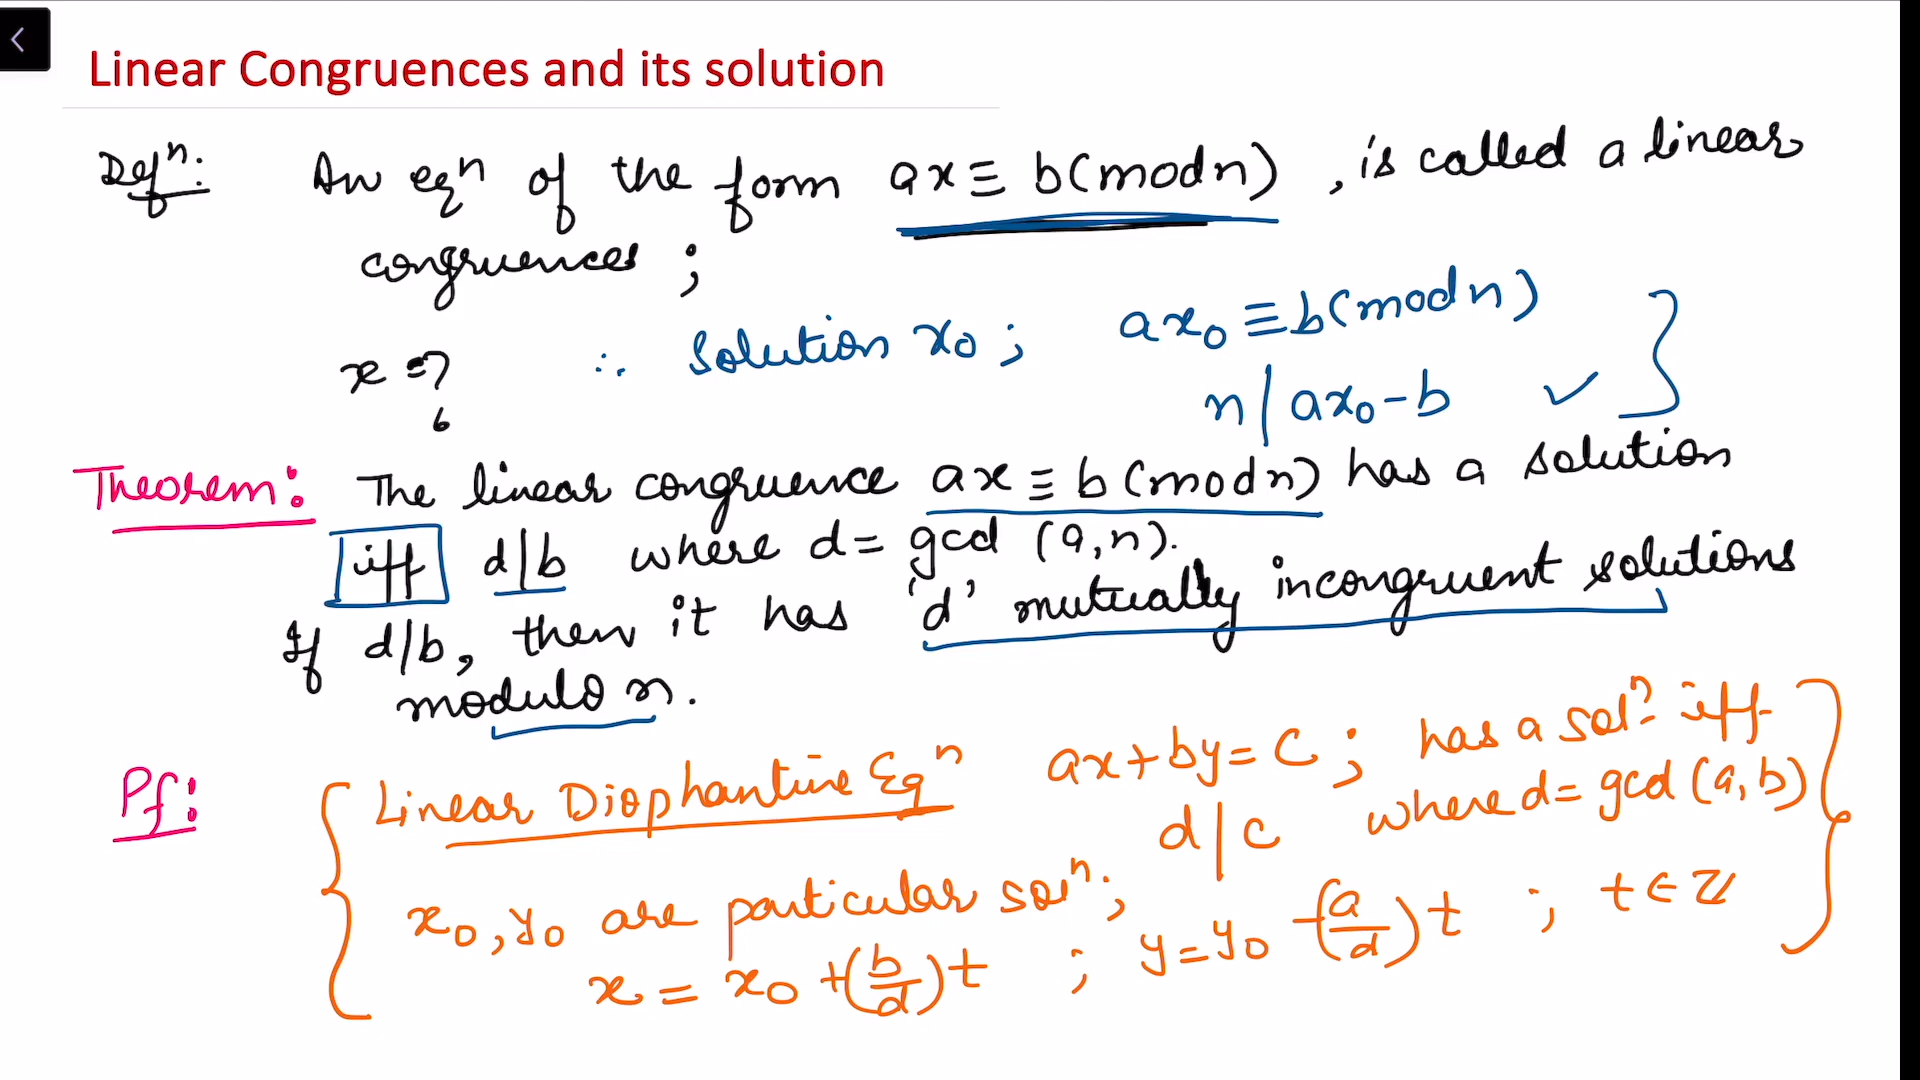 Linear Congruences and its solution
Defⁿ: An eqⁿ of the form ax ≡ b(mod n), is called a linear
congruences ;
x = ? ∴ Solution x₀ ; ax₀ ≡ b(mod n)
n | ax₀ - b ✓
Theorem: The linear congruence ax ≡ b (mod n) has a solution
iff d|b where d = gcd (a,n).
If d/b, then it has 'd' mutually incongruent solutions
modulo n.
Pf: Linear Diophantine Eqⁿ ax + by = c ; has a solⁿ iff
d | c where d = gcd (a, b)
x₀, y₀ are particular solⁿ ;
x = x₀ + (b/d)t ; y = y₀ - (a/d)t ; t ∈ ℤ